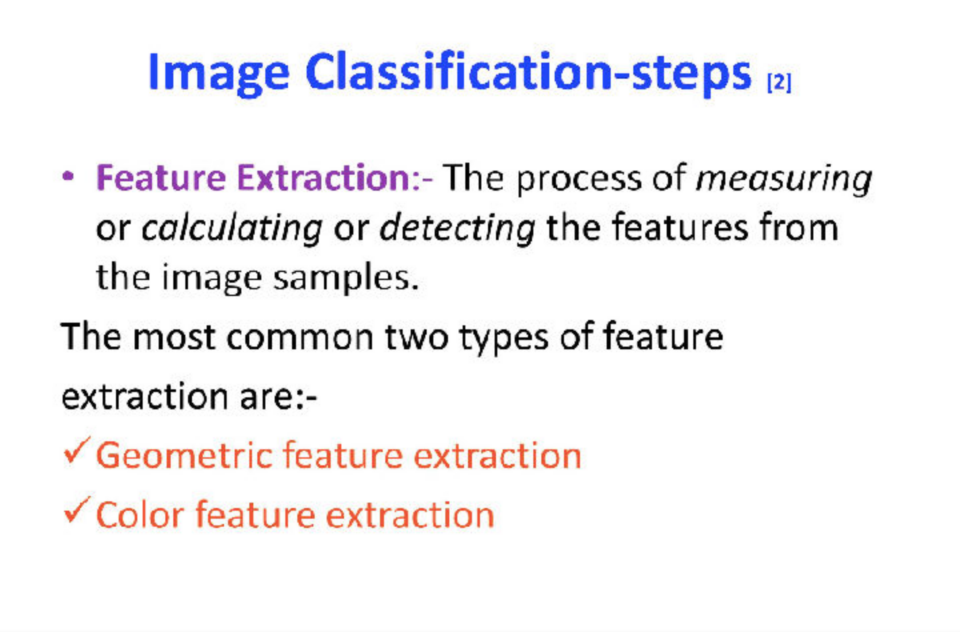 Image Classification-steps [2]
• Feature Extraction:- The process of measuring
or calculating or detecting the features from
the image samples.
The most common two types of feature
extraction are:-
✓ Geometric feature extraction
✓ Color feature extraction